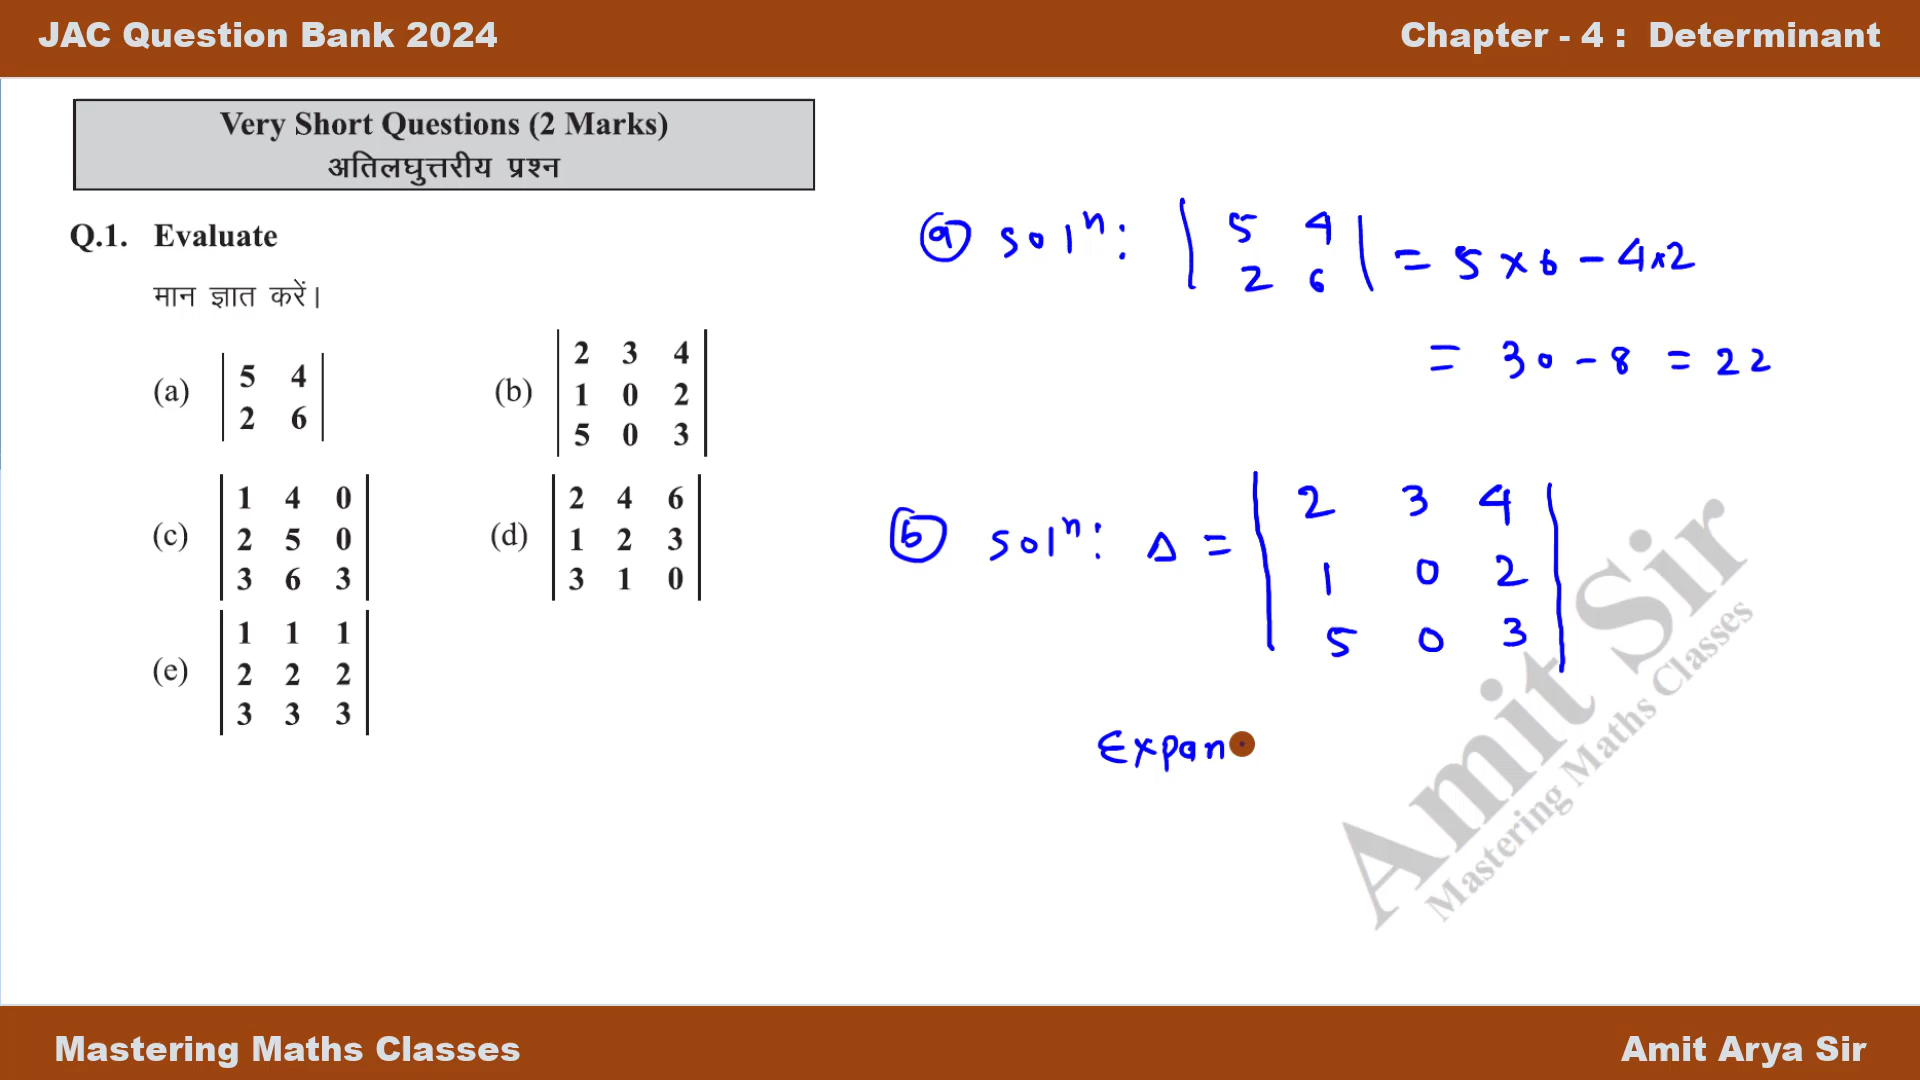 JAC Question Bank 2024
Chapter - 4 : Determinant
Very Short Questions (2 Marks)
अतिलघुत्तरीय प्रश्न
Q.1. Evaluate
मान ज्ञात करें।
(a) | 5 4 |
| 2 6 |
(b) | 2 3 4 |
| 1 0 2 |
| 5 0 3 |
(c) | 1 4 0 |
| 2 5 0 |
| 3 6 3 |
(d) | 2 4 6 |
| 1 2 3 |
| 3 1 0 |
(e) | 1 1 1 |
| 2 2 2 |
| 3 3 3 |
(a) solⁿ: | 5 4 | = 5 × 6 - 4×2
| 2 6 |
= 30 - 8 = 22
(b) solⁿ: Δ = | 2 3 4 |
| 1 0 2 |
| 5 0 3 |
Expan
Amit Sir
Mastering Maths Classes
Mastering Maths Classes
Amit Arya Sir